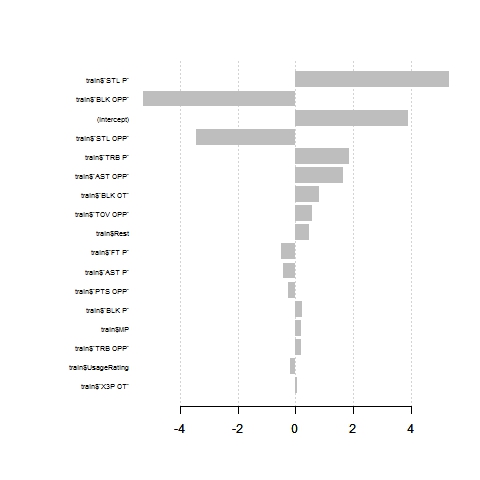 train$`STL P`
train$`BLK OPP`
(Intercept)
train$`STL OPP`
train$`TRB P`
train$`AST OPP`
train$`BLK OT`
train$`TOV OPP`
train$Rest
train$`FT P`
train$`AST P`
train$`PTS OPP`
train$`BLK P`
train$MP
train$`TRB OPP`
train$UsageRating
train$`X3P OT`
-4 -2 0 2 4